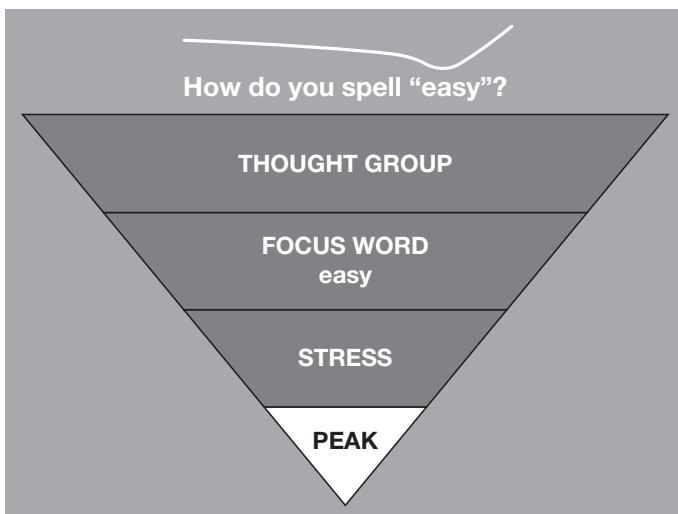 How do you spell “easy”?
THOUGHT GROUP
FOCUS WORD
easy
STRESS
PEAK